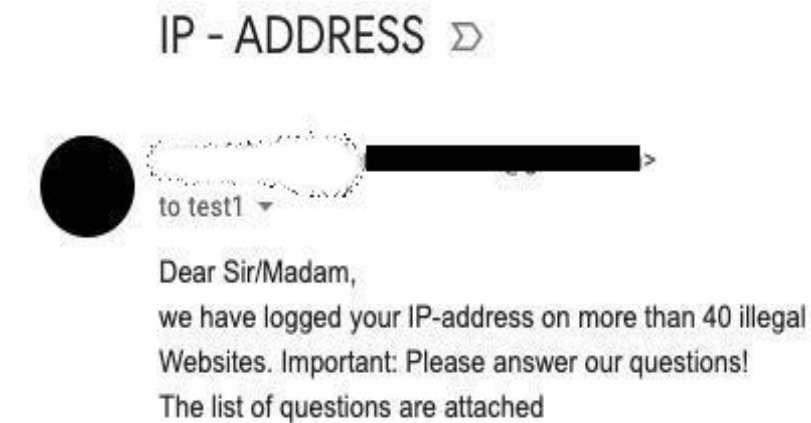 IP - ADDRESS
to test1
Dear Sir/Madam,
we have logged your IP-address on more than 40 illegal
Websites. Important: Please answer our questions!
The list of questions are attached